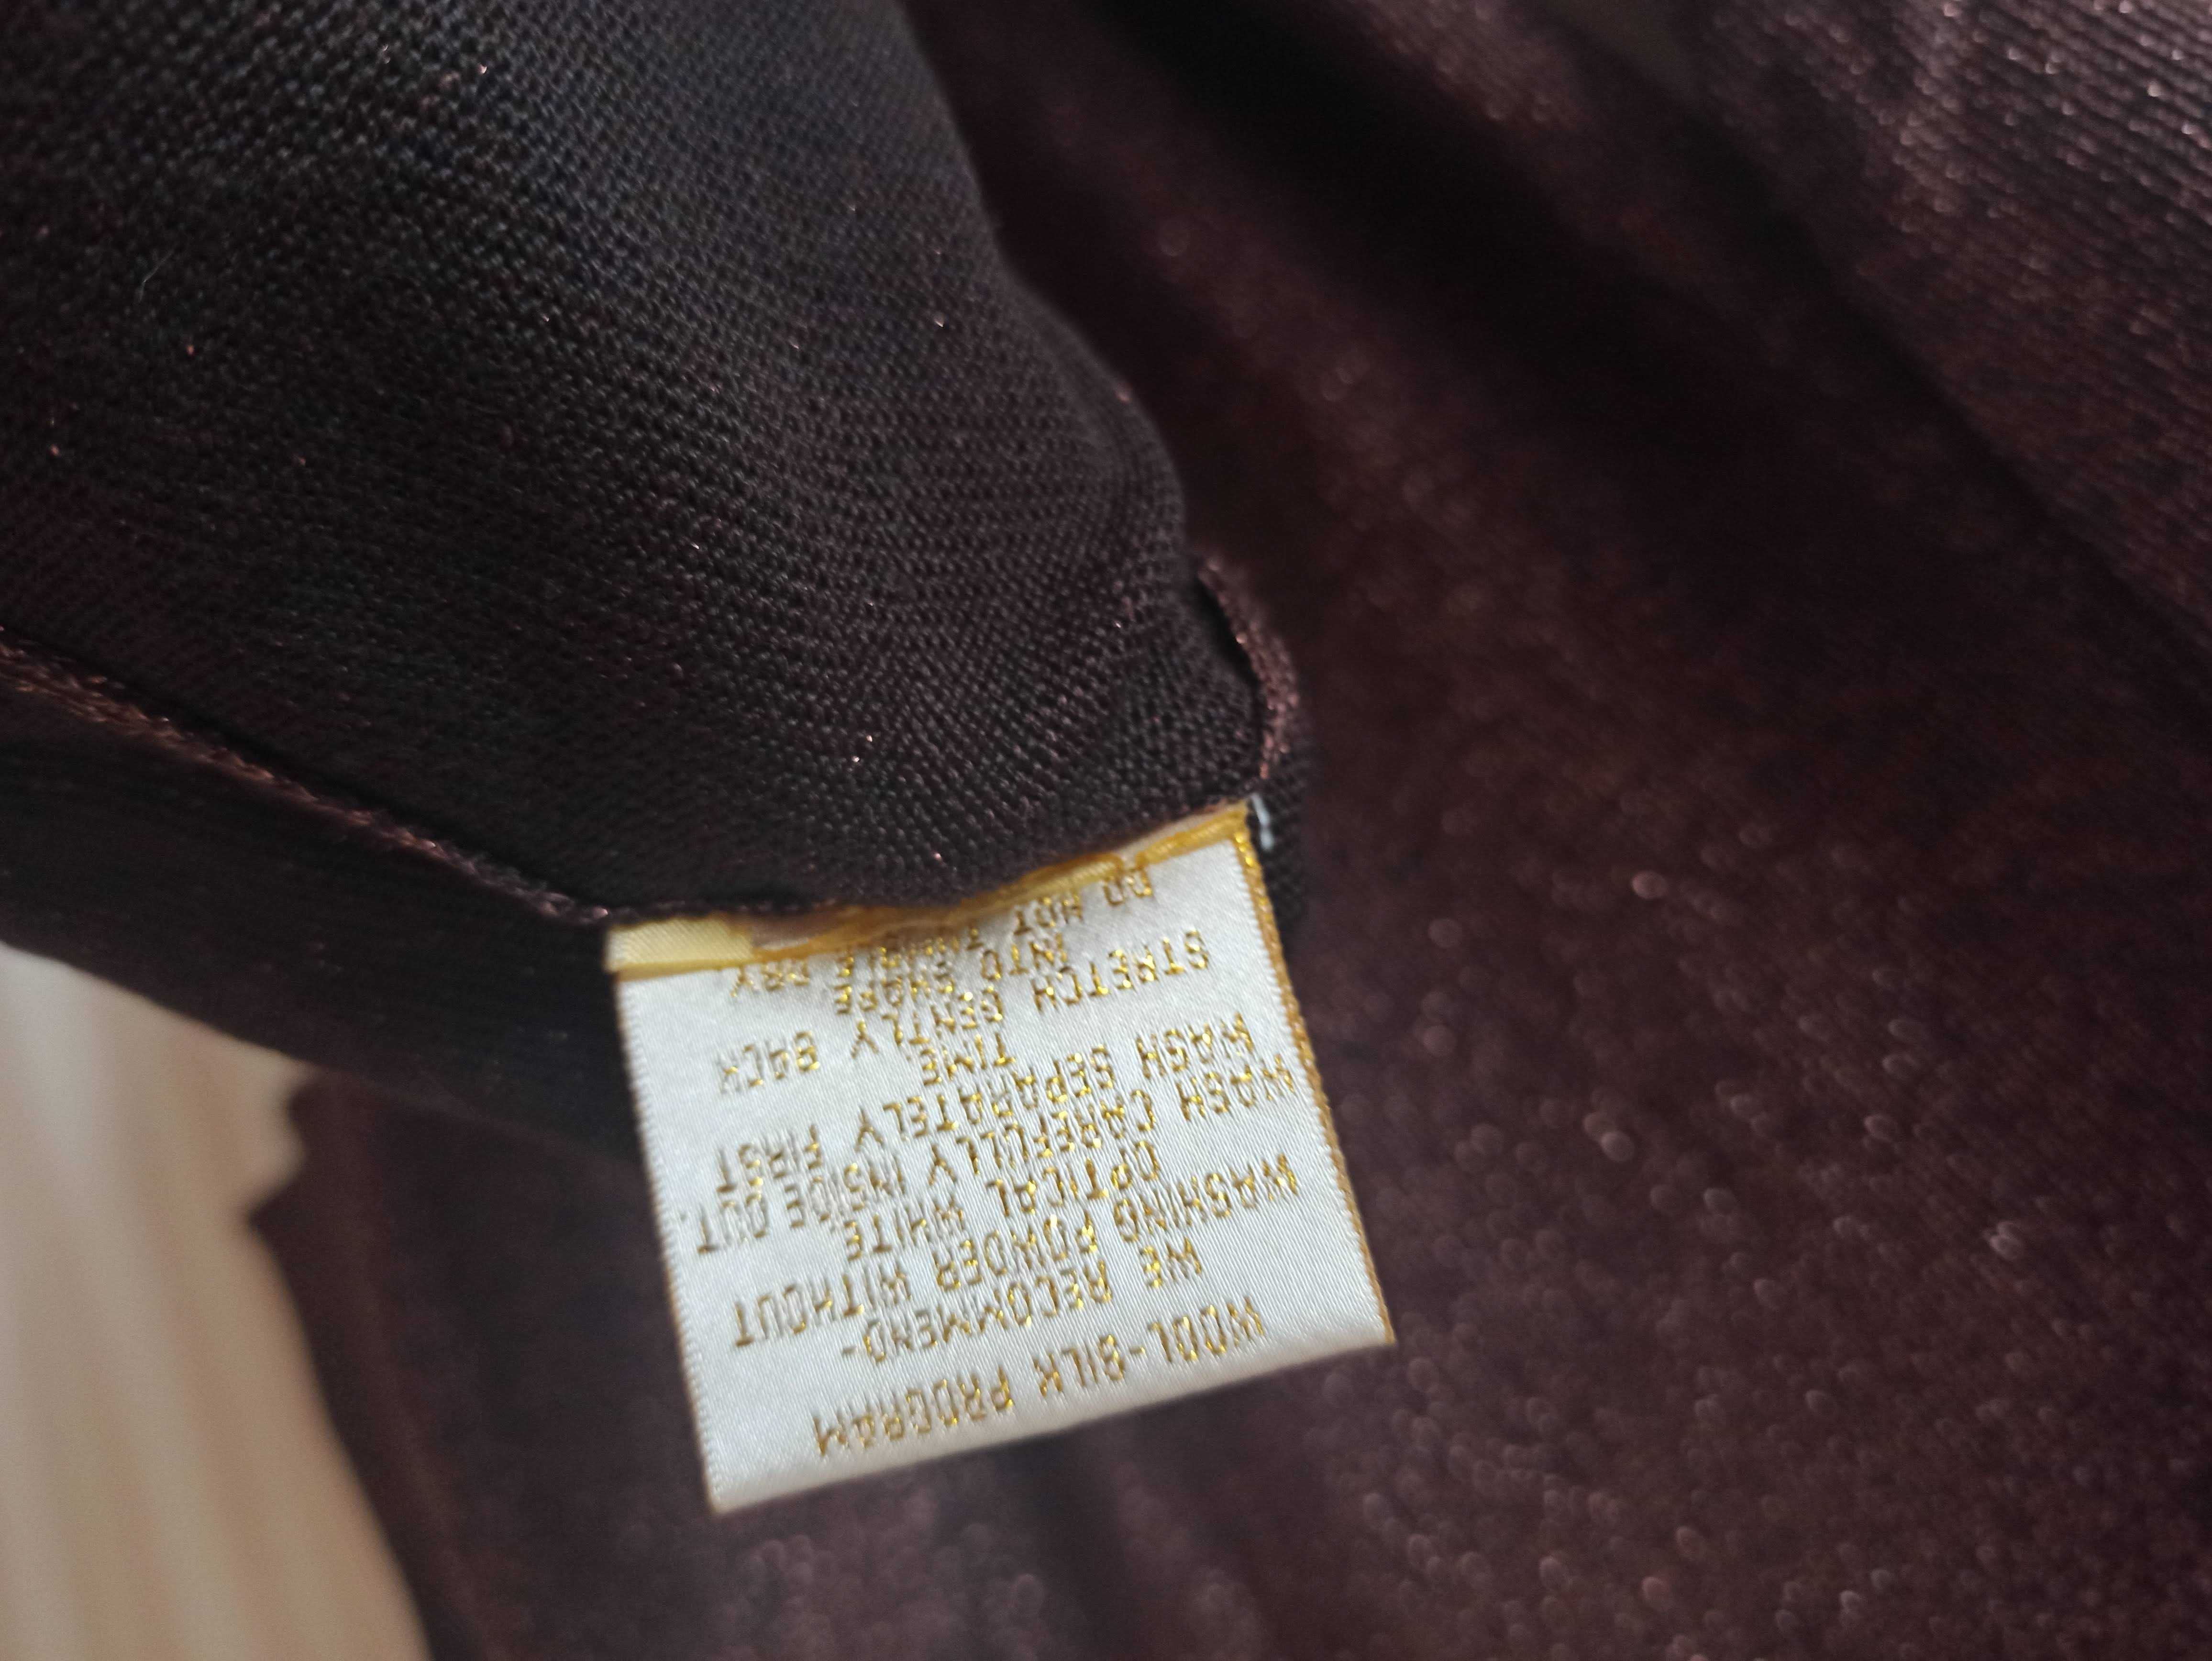 WOOL-SILK PROGRAM
WE RECOMMEND-
WASHING POWDER WITHOUT
OPTICAL WHITE
WASH CAREFULLY INSIDE OUT.
WASH SEPARATELY FIRST
TIME.
STRETCH GENTLY BACK
INTO SHAPE.
DO NOT TUMBLE DRY.